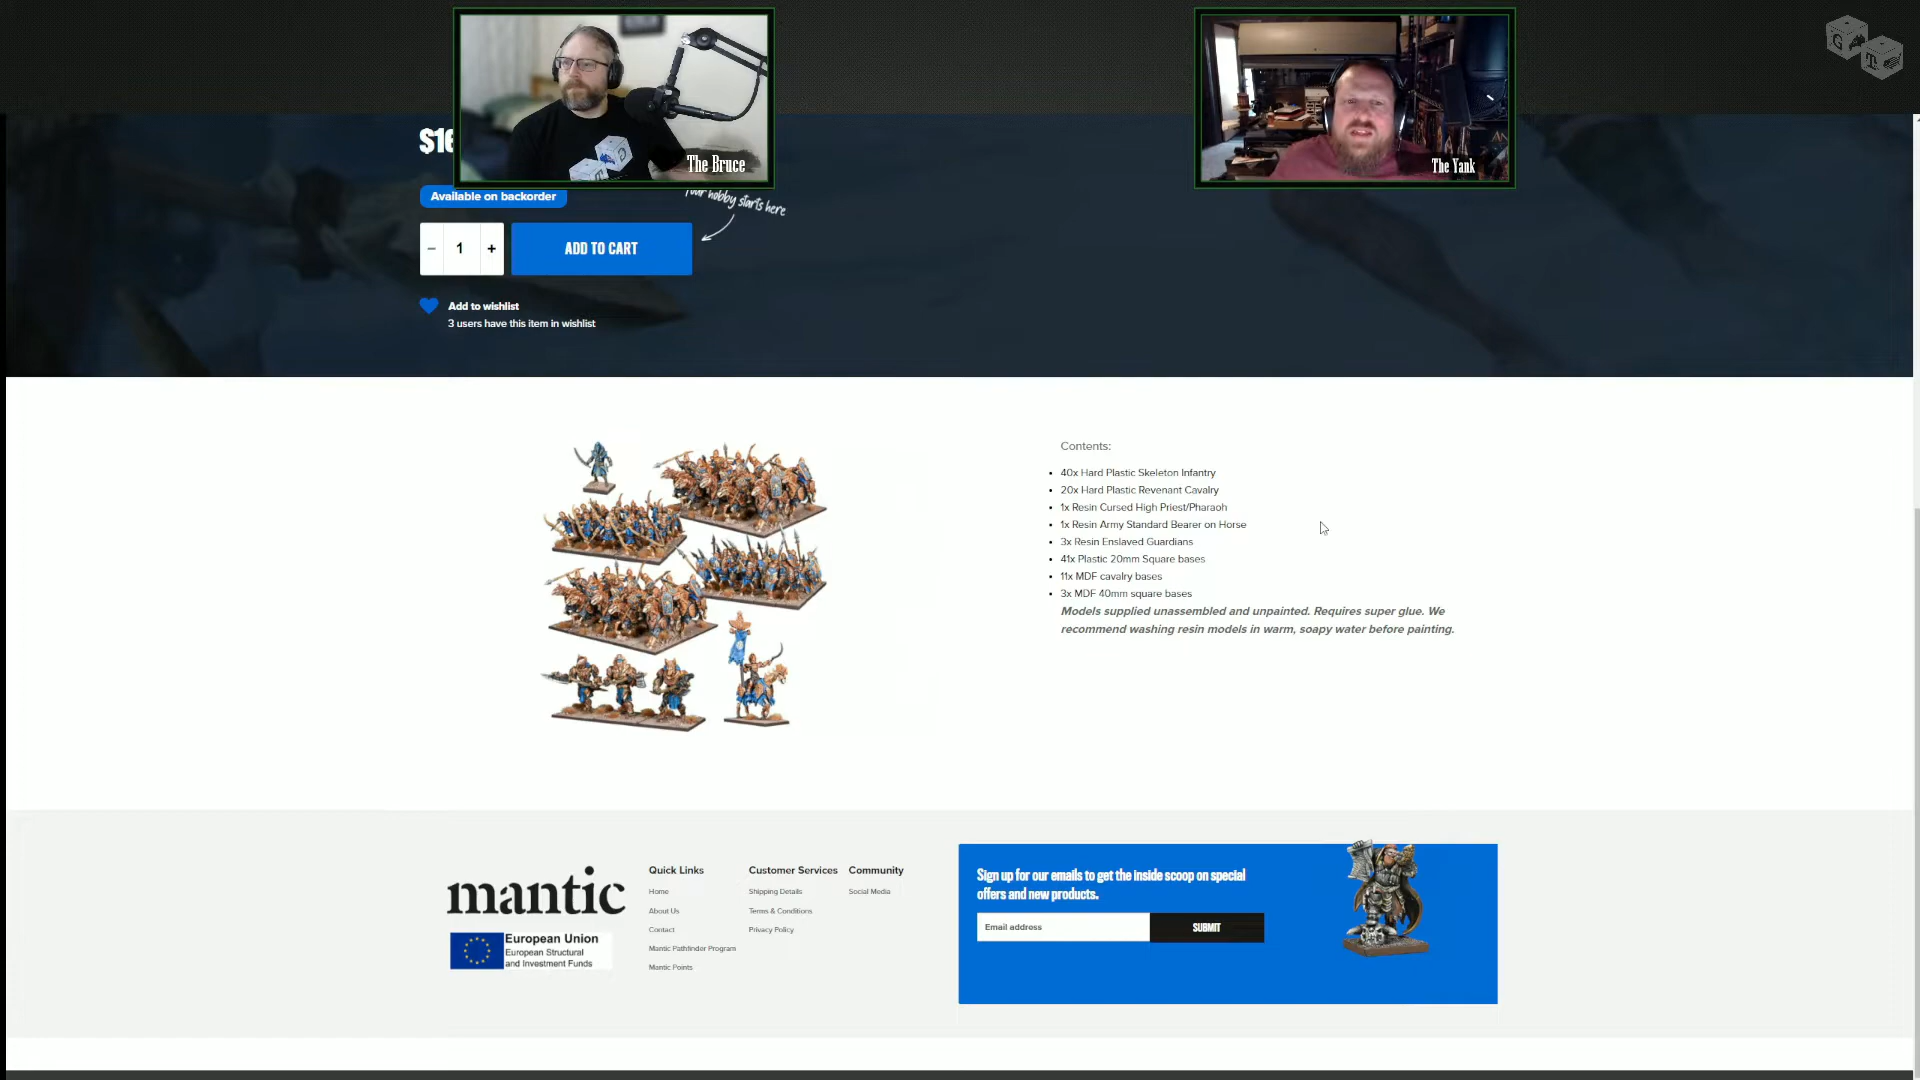 The Bruce
The Yank
Available on backorder
Your hobby starts here
− 1 +
ADD TO CART
Add to wishlist
3 users have this item in wishlist
Contents:
40x Hard Plastic Skeleton Infantry
20x Hard Plastic Revenant Cavalry
1x Resin Cursed High Priest/Pharaoh
1x Resin Army Standard Bearer on Horse
3x Resin Enslaved Guardians
41x Plastic 20mm Square bases
11x MDF cavalry bases
3x MDF 40mm square bases
Models supplied unassembled and unpainted. Requires super glue. We
recommend washing resin models in warm, soapy water before painting.
mantic
European Union
European Structural
and Investment Funds
Quick Links
Home
About Us
Contact
Mantic Pathfinder Program
Mantic Points
Customer Services
Shipping Details
Terms & Conditions
Privacy Policy
Community
Social Media
Sign up for our emails to get the inside scoop on special
offers and new products.
Email address
SUBMIT